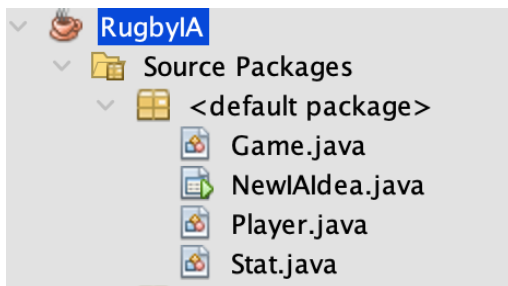 RugbyIA
Source Packages
<default package>
Game.java
NewIAIdea.java
Player.java
Stat.java